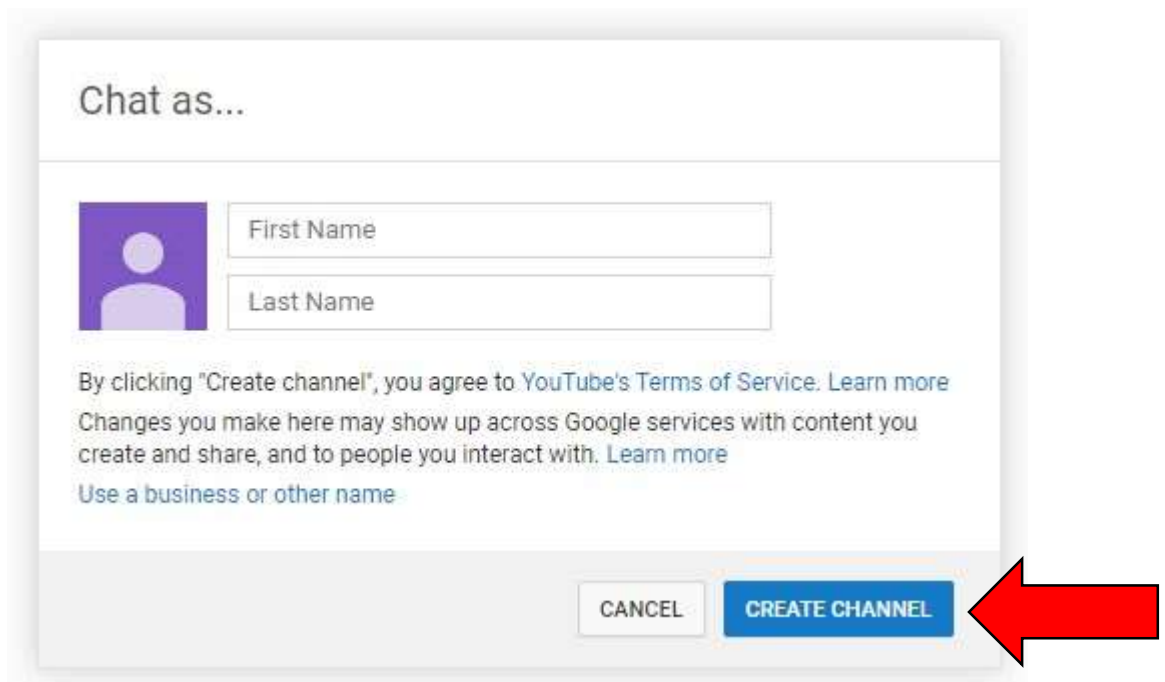 Chat as...
First Name
Last Name
By clicking "Create channel", you agree to YouTube's Terms of Service. Learn more
Changes you make here may show up across Google services with content you
create and share, and to people you interact with. Learn more
Use a business or other name
CANCEL
CREATE CHANNEL